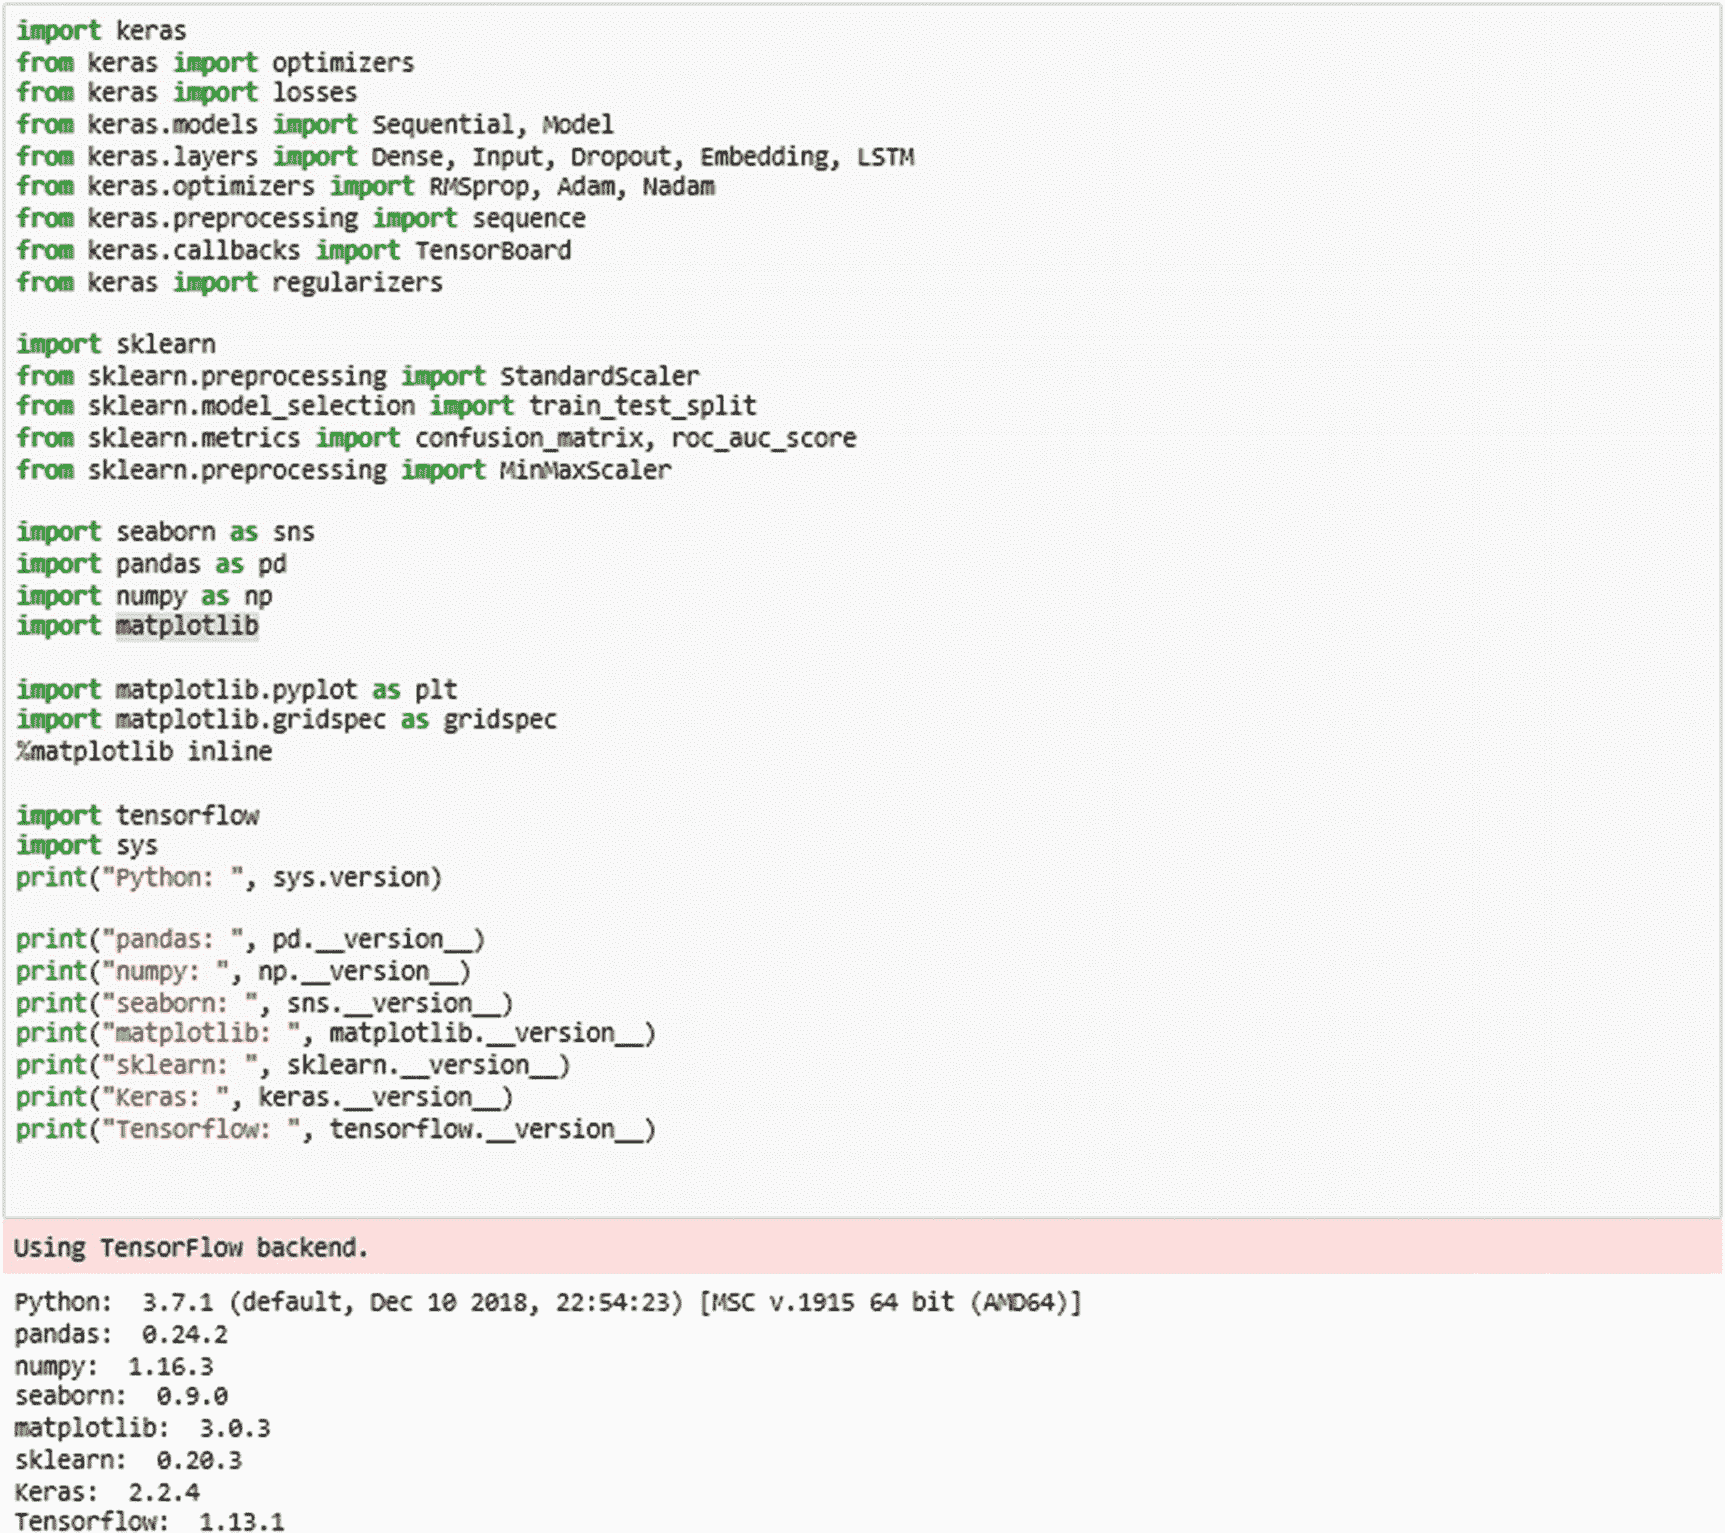 import keras
from keras import optimizers
from keras import losses
from keras.models import Sequential, Model
from keras.layers import Dense, Input, Dropout, Embedding, LSTM
from keras.optimizers import RMSprop, Adam, Nadam
from keras.preprocessing import sequence
from keras.callbacks import TensorBoard
from keras import regularizers
import sklearn
from sklearn.preprocessing import StandardScaler
from sklearn.model_selection import train_test_split
from sklearn.metrics import confusion_matrix, roc_auc_score
from sklearn.preprocessing import MinMaxScaler
import seaborn as sns
import pandas as pd
import numpy as np
import matplotlib
import matplotlib.pyplot as plt
import matplotlib.gridspec as gridspec
%matplotlib inline
import tensorflow
import sys
print("Python: ", sys.version)
print("pandas: ", pd.__version__)
print("numpy: ", np.__version__)
print("seaborn: ", sns.__version__)
print("matplotlib: ", matplotlib.__version__)
print("sklearn: ", sklearn.__version__)
print("Keras: ", keras.__version__)
print("Tensorflow: ", tensorflow.__version__)
Using TensorFlow backend.
Python:  3.7.1 (default, Dec 10 2018, 22:54:23) [MSC v.1915 64 bit (AMD64)]
pandas:  0.24.2
numpy:  1.16.3
seaborn:  0.9.0
matplotlib:  3.0.3
sklearn:  0.20.3
Keras:  2.2.4
Tensorflow:  1.13.1